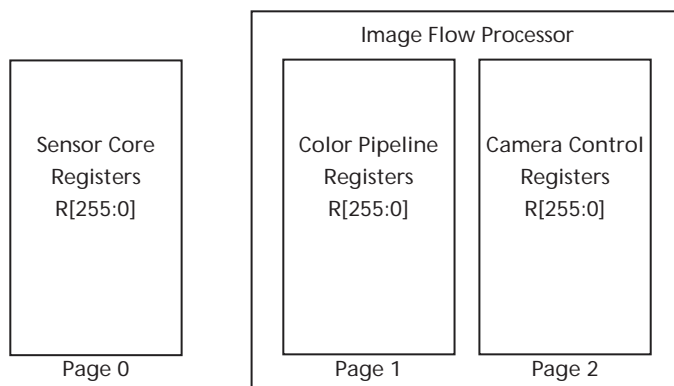 Image Flow Processor
Sensor Core
Registers
R[255:0]
Page 0
Color Pipeline
Registers
R[255:0]
Page 1
Camera Control
Registers
R[255:0]
Page 2